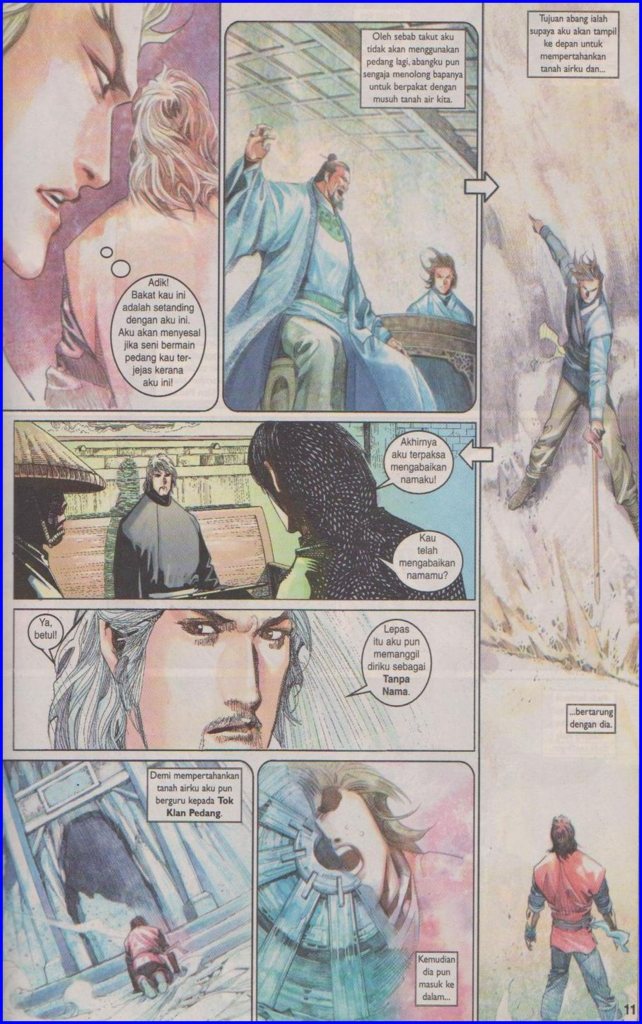 Adik!
Bakat kau ini
adalah setanding
dengan aku ini.
Aku akan menyesal
jika seni bermain
pedang kau ter-
jejas kerana
aku ini!
Oleh sebab takut aku
tidak akan menggunakan
pedang lagi, abangku pun
sengaja menolong bapanya
untuk berpakat dengan
musuh tanah air kita.
Tujuan abang ialah
supaya aku akan tampil
ke depan untuk
mempertahankan
tanah airku dan...
...bertarung
dengan dia.
Akhirnya
aku terpaksa
mengabaikan
namaku!
Kau
telah
mengabaikan
namamu?
Ya,
betul!
Lepas
itu aku pun
memanggil
diriku sebagai
Tanpa
Nama.
Demi mempertahankan
tanah airku aku pun
berguru kepada Tok
Klan Pedang.
Kemudian
dia pun
masuk ke
dalam...
11